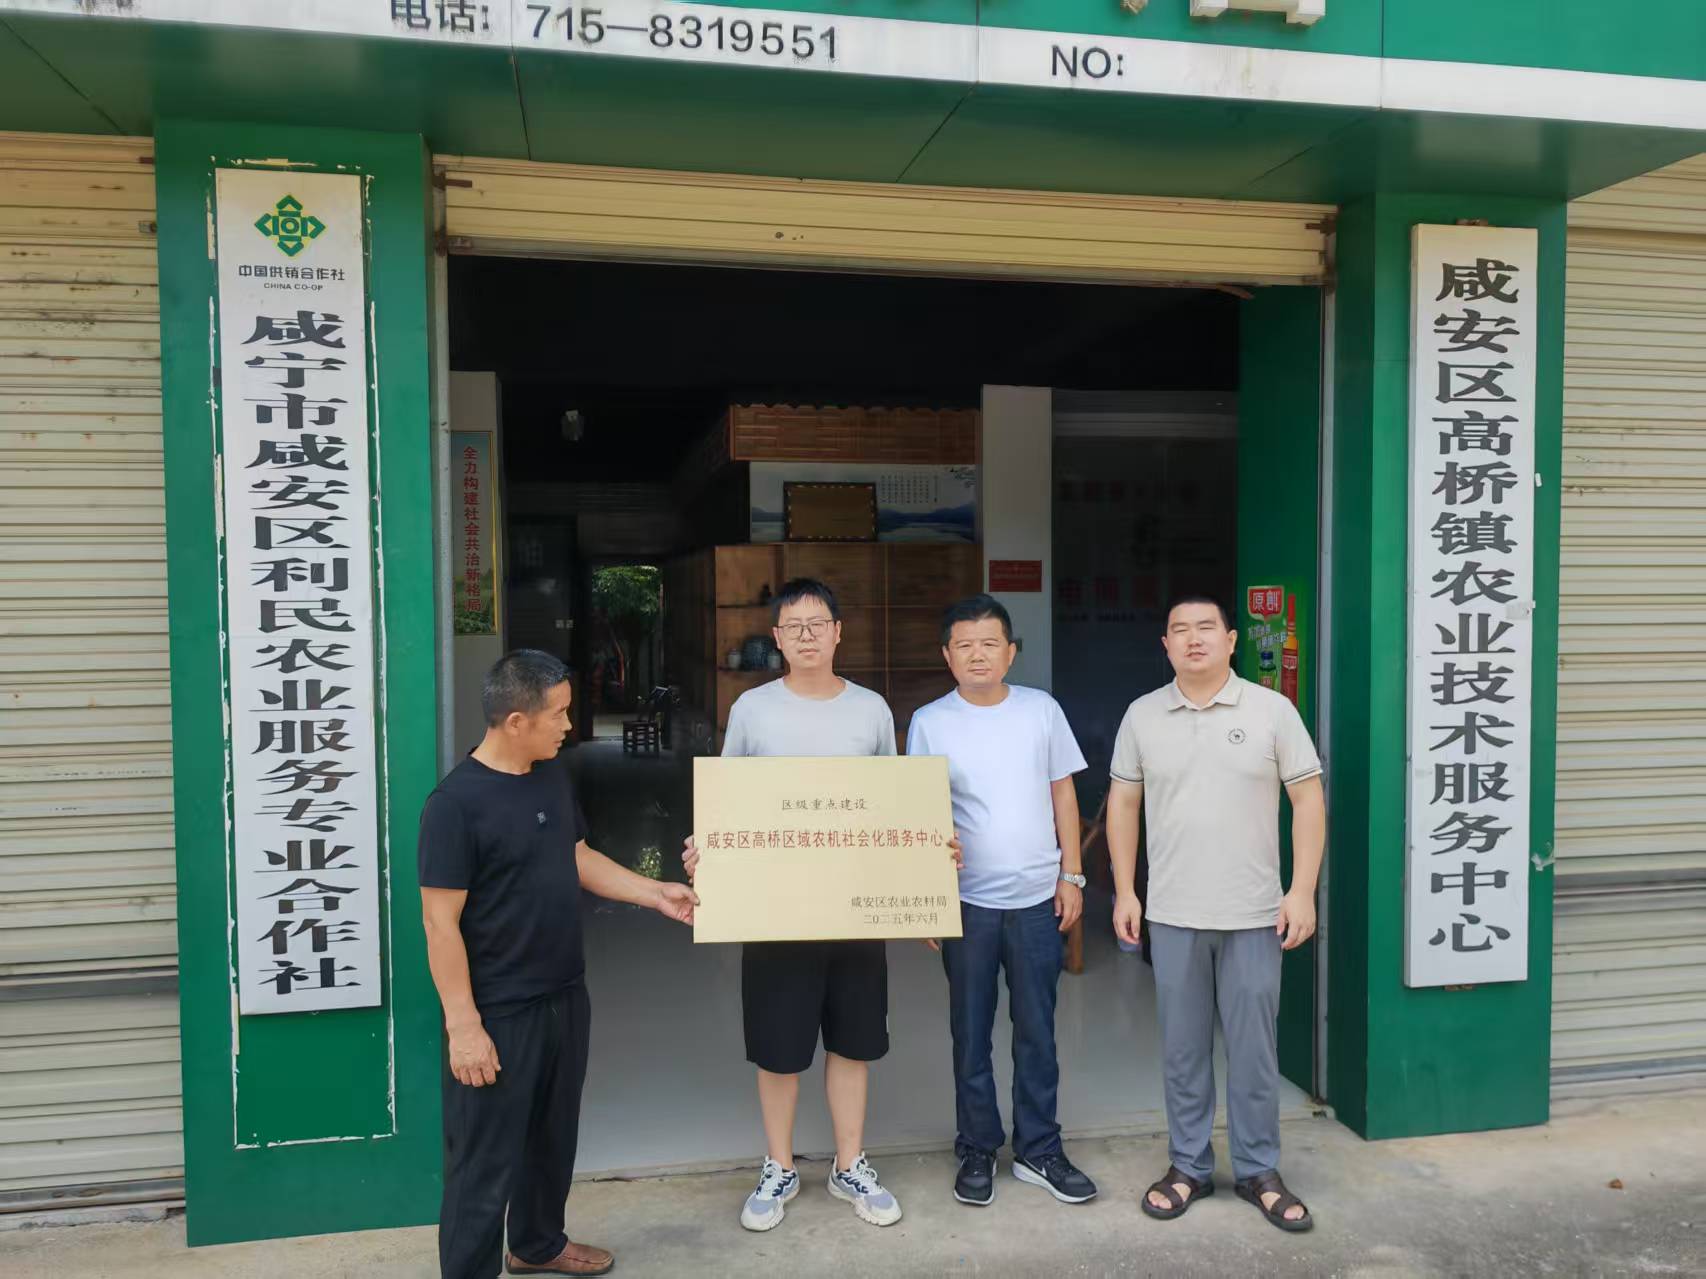 电话: 715—8319551
NO:
中国供销合作社
CHINA CO-OP
咸宁市咸安区利民农业服务专业合作社
全力构建社会共治新格局
区级重点建设
咸安区高桥区域农机社会化服务中心
咸安区农业农村局
二0二五年六月
原创
咸安区高桥镇农业技术服务中心